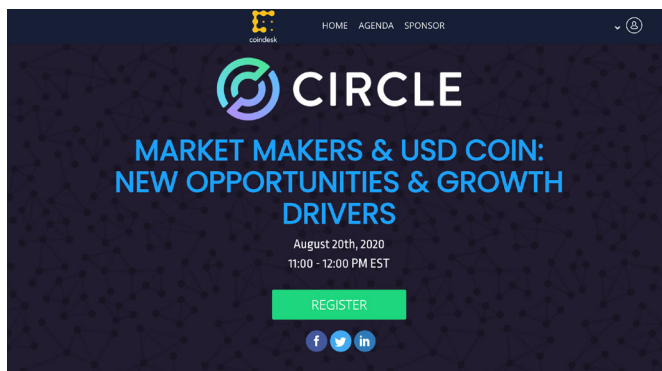 coindesk
HOME AGENDA SPONSOR
CIRCLE
MARKET MAKERS & USD COIN:
NEW OPPORTUNITIES & GROWTH
DRIVERS
August 20th, 2020
11:00 - 12:00 PM EST
REGISTER
f in